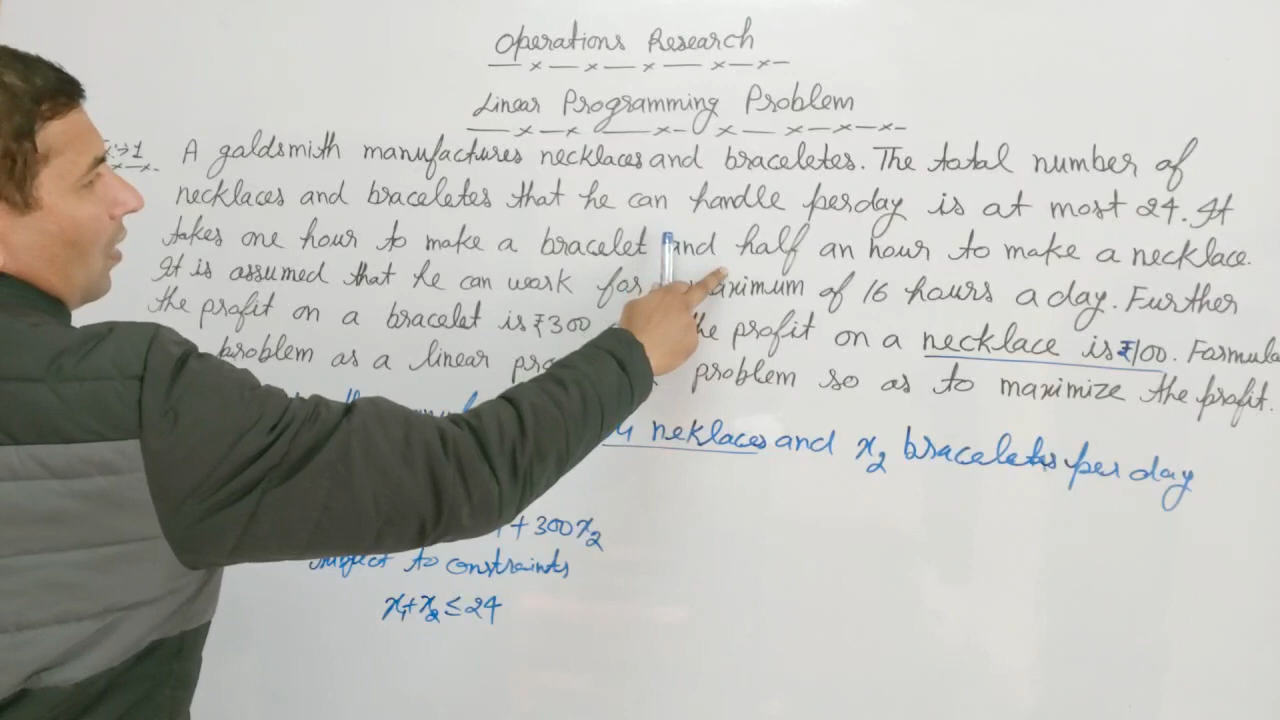 Operations Research
Linear Programming Problem
:→1 A galdsmith manufactures necklaces and braceletes. The total number of
necklaces and braceletes that he can handle per day is at most 24. It
takes one hour to make a bracelet and half an hour to make a necklace.
It is assumed that he can work for maximum of 16 hours a day. Further
the profit on a bracelet is ₹300 the profit on a necklace is ₹100. Formula
problem as a linear problem so as to maximize the profit.
neklaces and x₂ braceletes per day
+300x₂
subject to constraints
x₁+x₂≤24